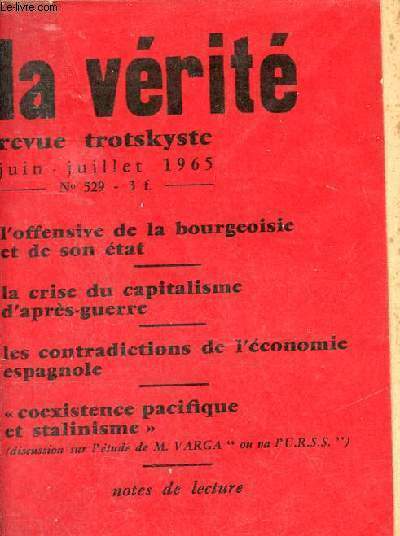 © Le-livre.fr
la vérité
revue trotskyste
juin - juillet 1965
N° 529 - 3 f.
l'offensive de la bourgeoisie
et de son état
la crise du capitalisme
d'après-guerre
les contradictions de l'économie
espagnole
« coexistence pacifique
et stalinisme »
(discussion sur l'étude de M. VARGA " ou va l'U.R.S.S. ")
notes de lecture